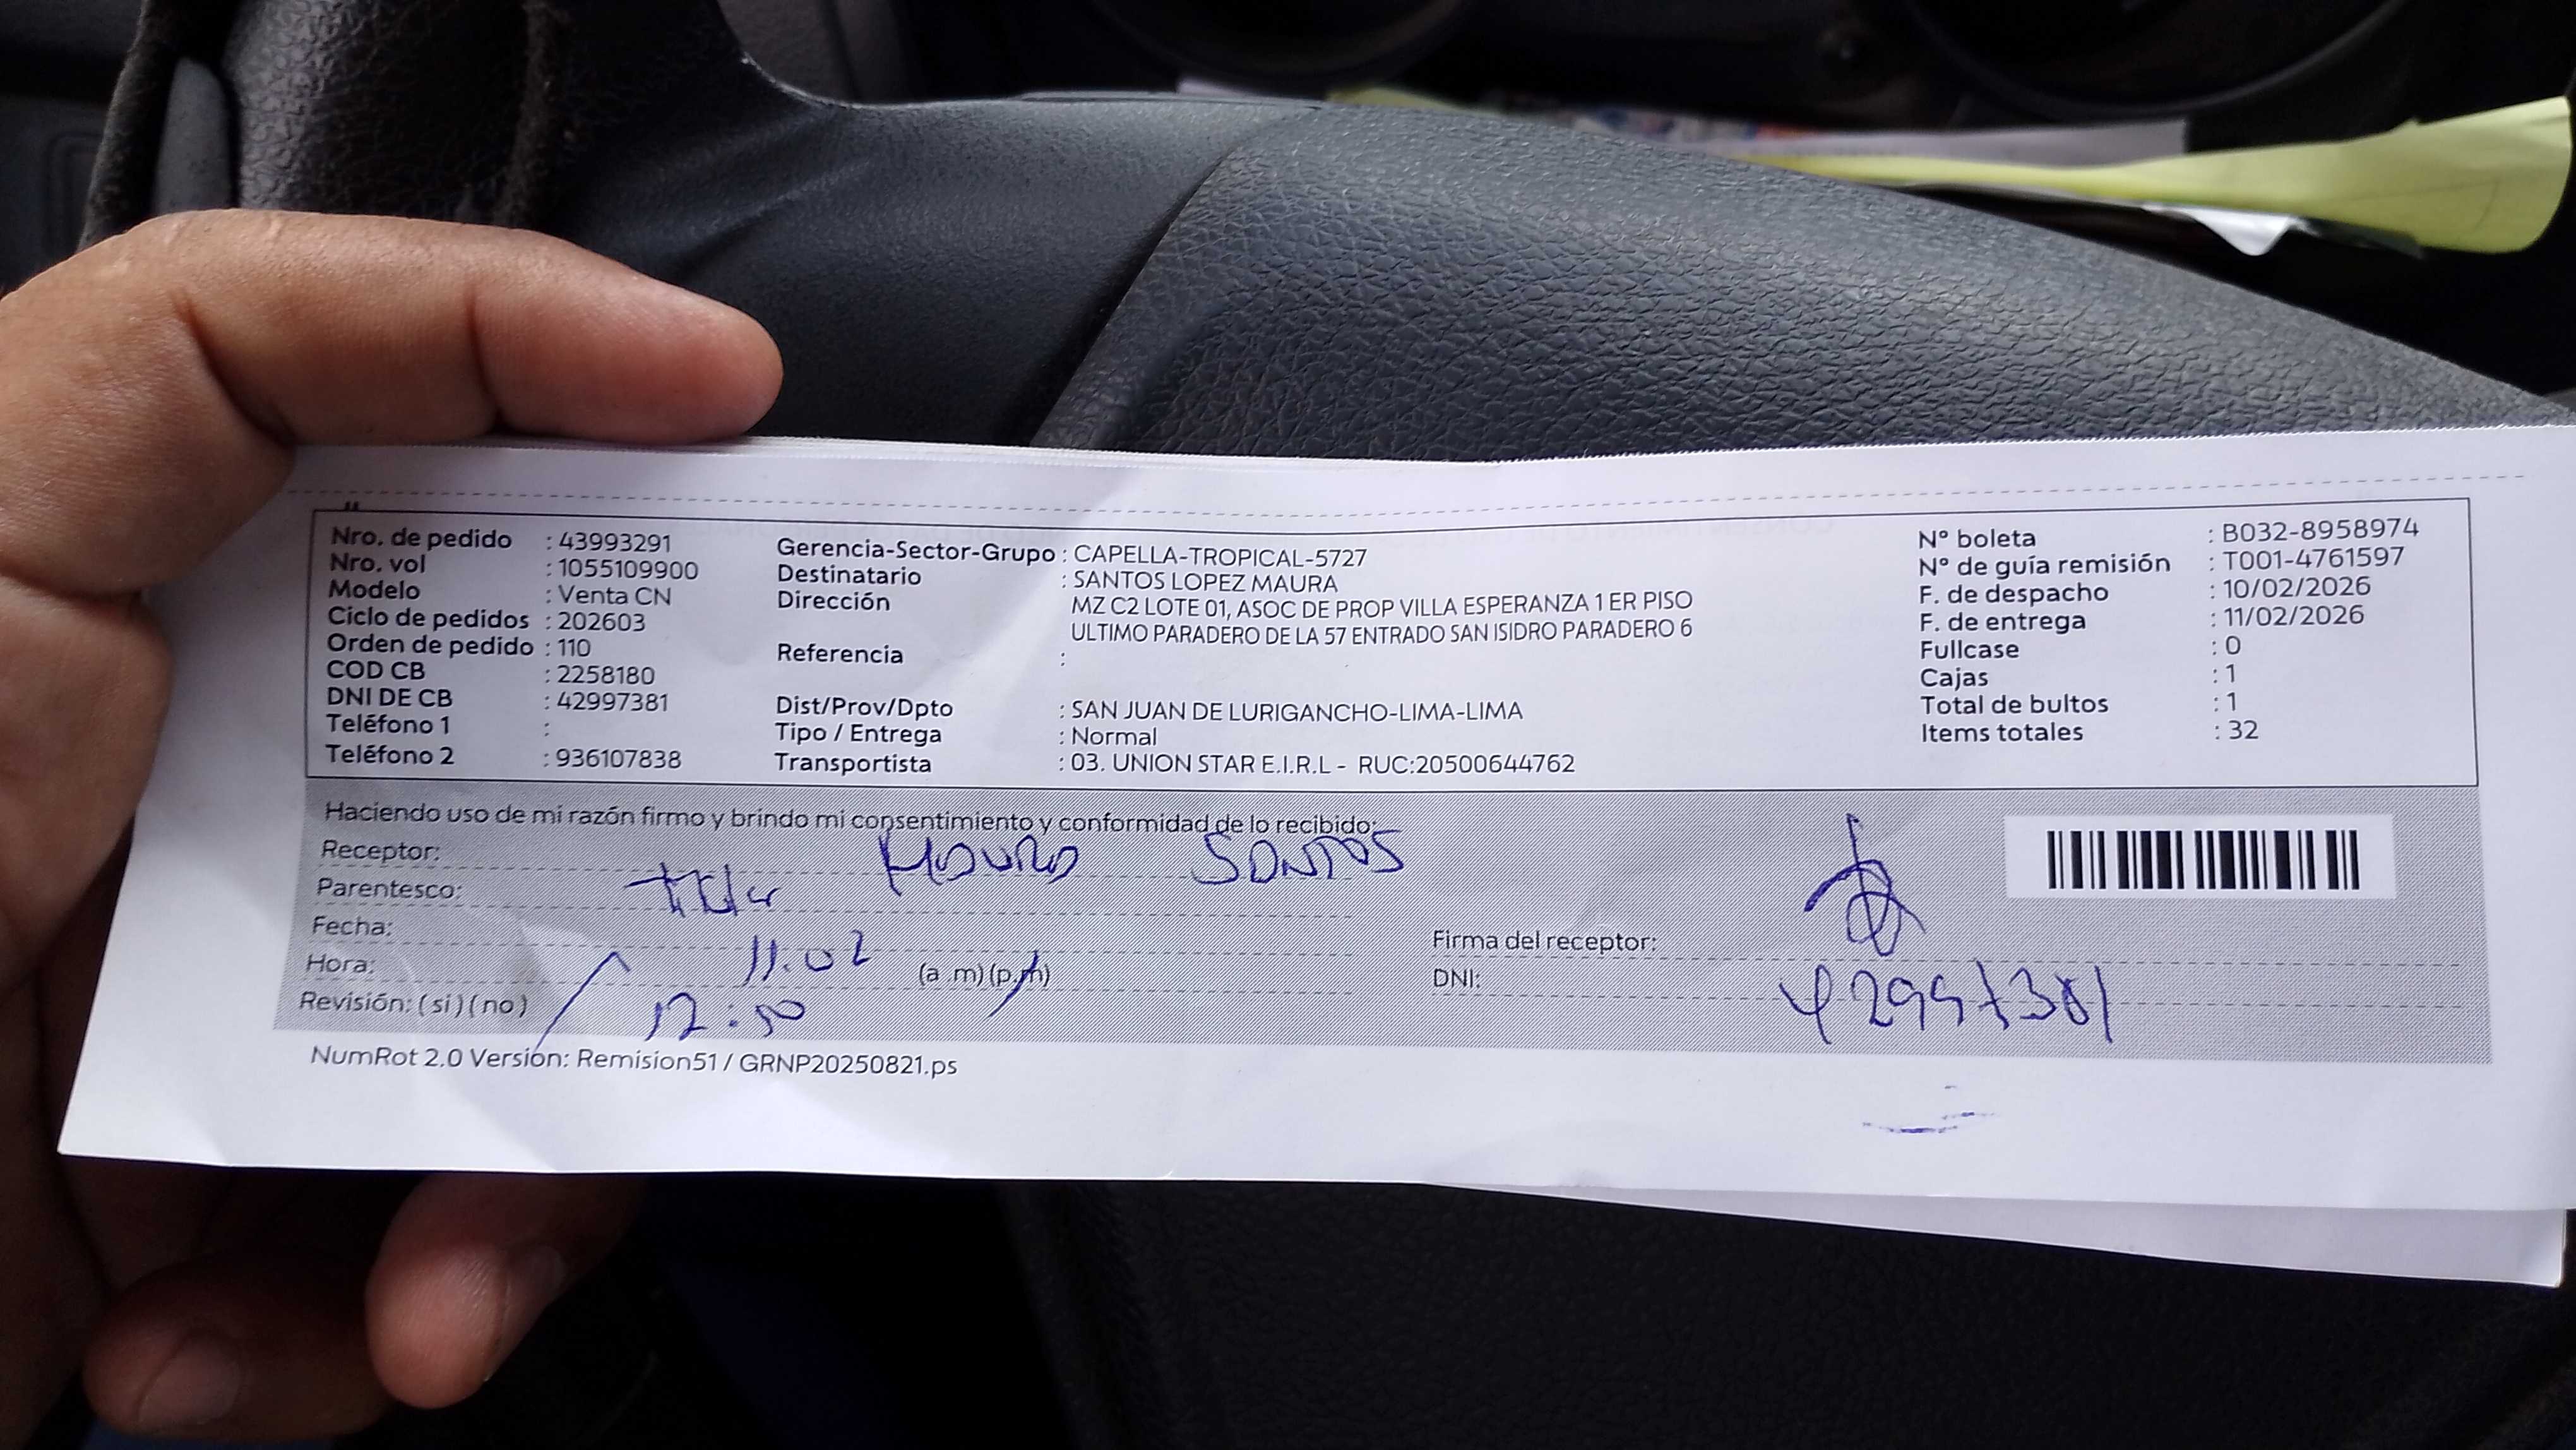 Nro. de pedido : 43993291
Nro. vol : 1055109900
Modelo : Venta CN
Ciclo de pedidos : 202603
Orden de pedido : 110
COD CB : 2258180
DNI DE CB : 42997381
Teléfono 1 :
Teléfono 2 : 936107838
Gerencia-Sector-Grupo : CAPELLA-TROPICAL-5727
Destinatario : SANTOS LOPEZ MAURA
Dirección MZ C2 LOTE 01, ASOC DE PROP VILLA ESPERANZA 1 ER PISO
ULTIMO PARADERO DE LA 57 ENTRADO SAN ISIDRO PARADERO 6
Referencia :
Dist/Prov/Dpto : SAN JUAN DE LURIGANCHO-LIMA-LIMA
Tipo / Entrega : Normal
Transportista : 03. UNION STAR E.I.R.L - RUC:20500644762
N° boleta : B032-8958974
N° de guía remisión : T001-4761597
F. de despacho : 10/02/2026
F. de entrega : 11/02/2026
Fullcase : 0
Cajas : 1
Total de bultos : 1
Items totales : 32
Haciendo uso de mi razón firmo y brindo mi consentimiento y conformidad de lo recibido:
Receptor: SANTOS
Parentesco:
Fecha: 11.02
Hora: (a .m) (p.m)
Revisión: ( si ) ( no )
Firma del receptor:
DNI: 42997381
NumRot 2.0 Version: Remision51 / GRNP20250821.ps